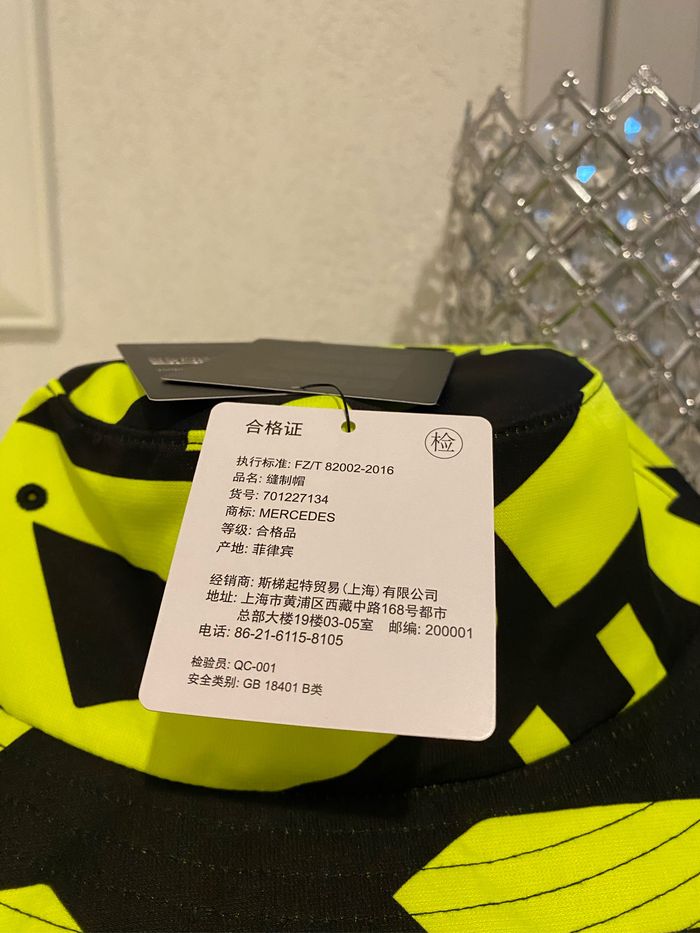 合格证
检
执行标准: FZ/T 82002-2016
品名: 缝制帽
货号: 701227134
商标: MERCEDES
等级: 合格品
产地: 菲律宾
经销商: 斯梯起特贸易(上海)有限公司
地址: 上海市黄浦区西藏中路168号都市
总部大楼19楼03-05室 邮编: 200001
电话: 86-21-6115-8105
检验员: QC-001
安全类别: GB 18401 B类